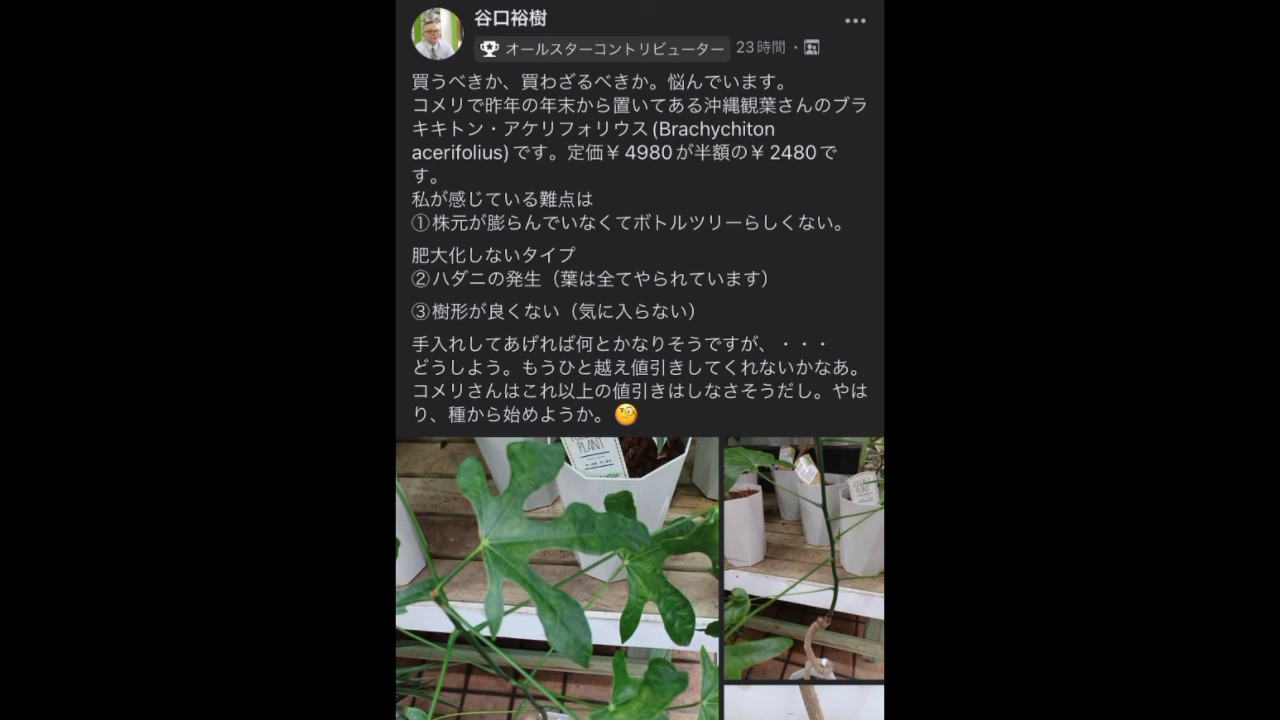 谷口裕樹
オールスターコントリビューター 23時間・
買うべきか、買わざるべきか。悩んでいます。
コメリで昨年の年末から置いてある沖縄観葉さんのブラ
キキトン・アケリフォリウス(Brachychiton
acerifolius)です。定価¥4980が半額の¥2480で
す。
私が感じている難点は
①株元が膨らんでいなくてボトルツリーらしくない。
肥大化しないタイプ
②ハダニの発生（葉は全てやられています）
③樹形が良くない（気に入らない）
手入れしてあげれば何とかなりそうですが、・・・
どうしよう。もうひと越え値引きしてくれないかなあ。
コメリさんはこれ以上の値引きはしなさそうだし。やは
り、種から始めようか。🧐
PLANT